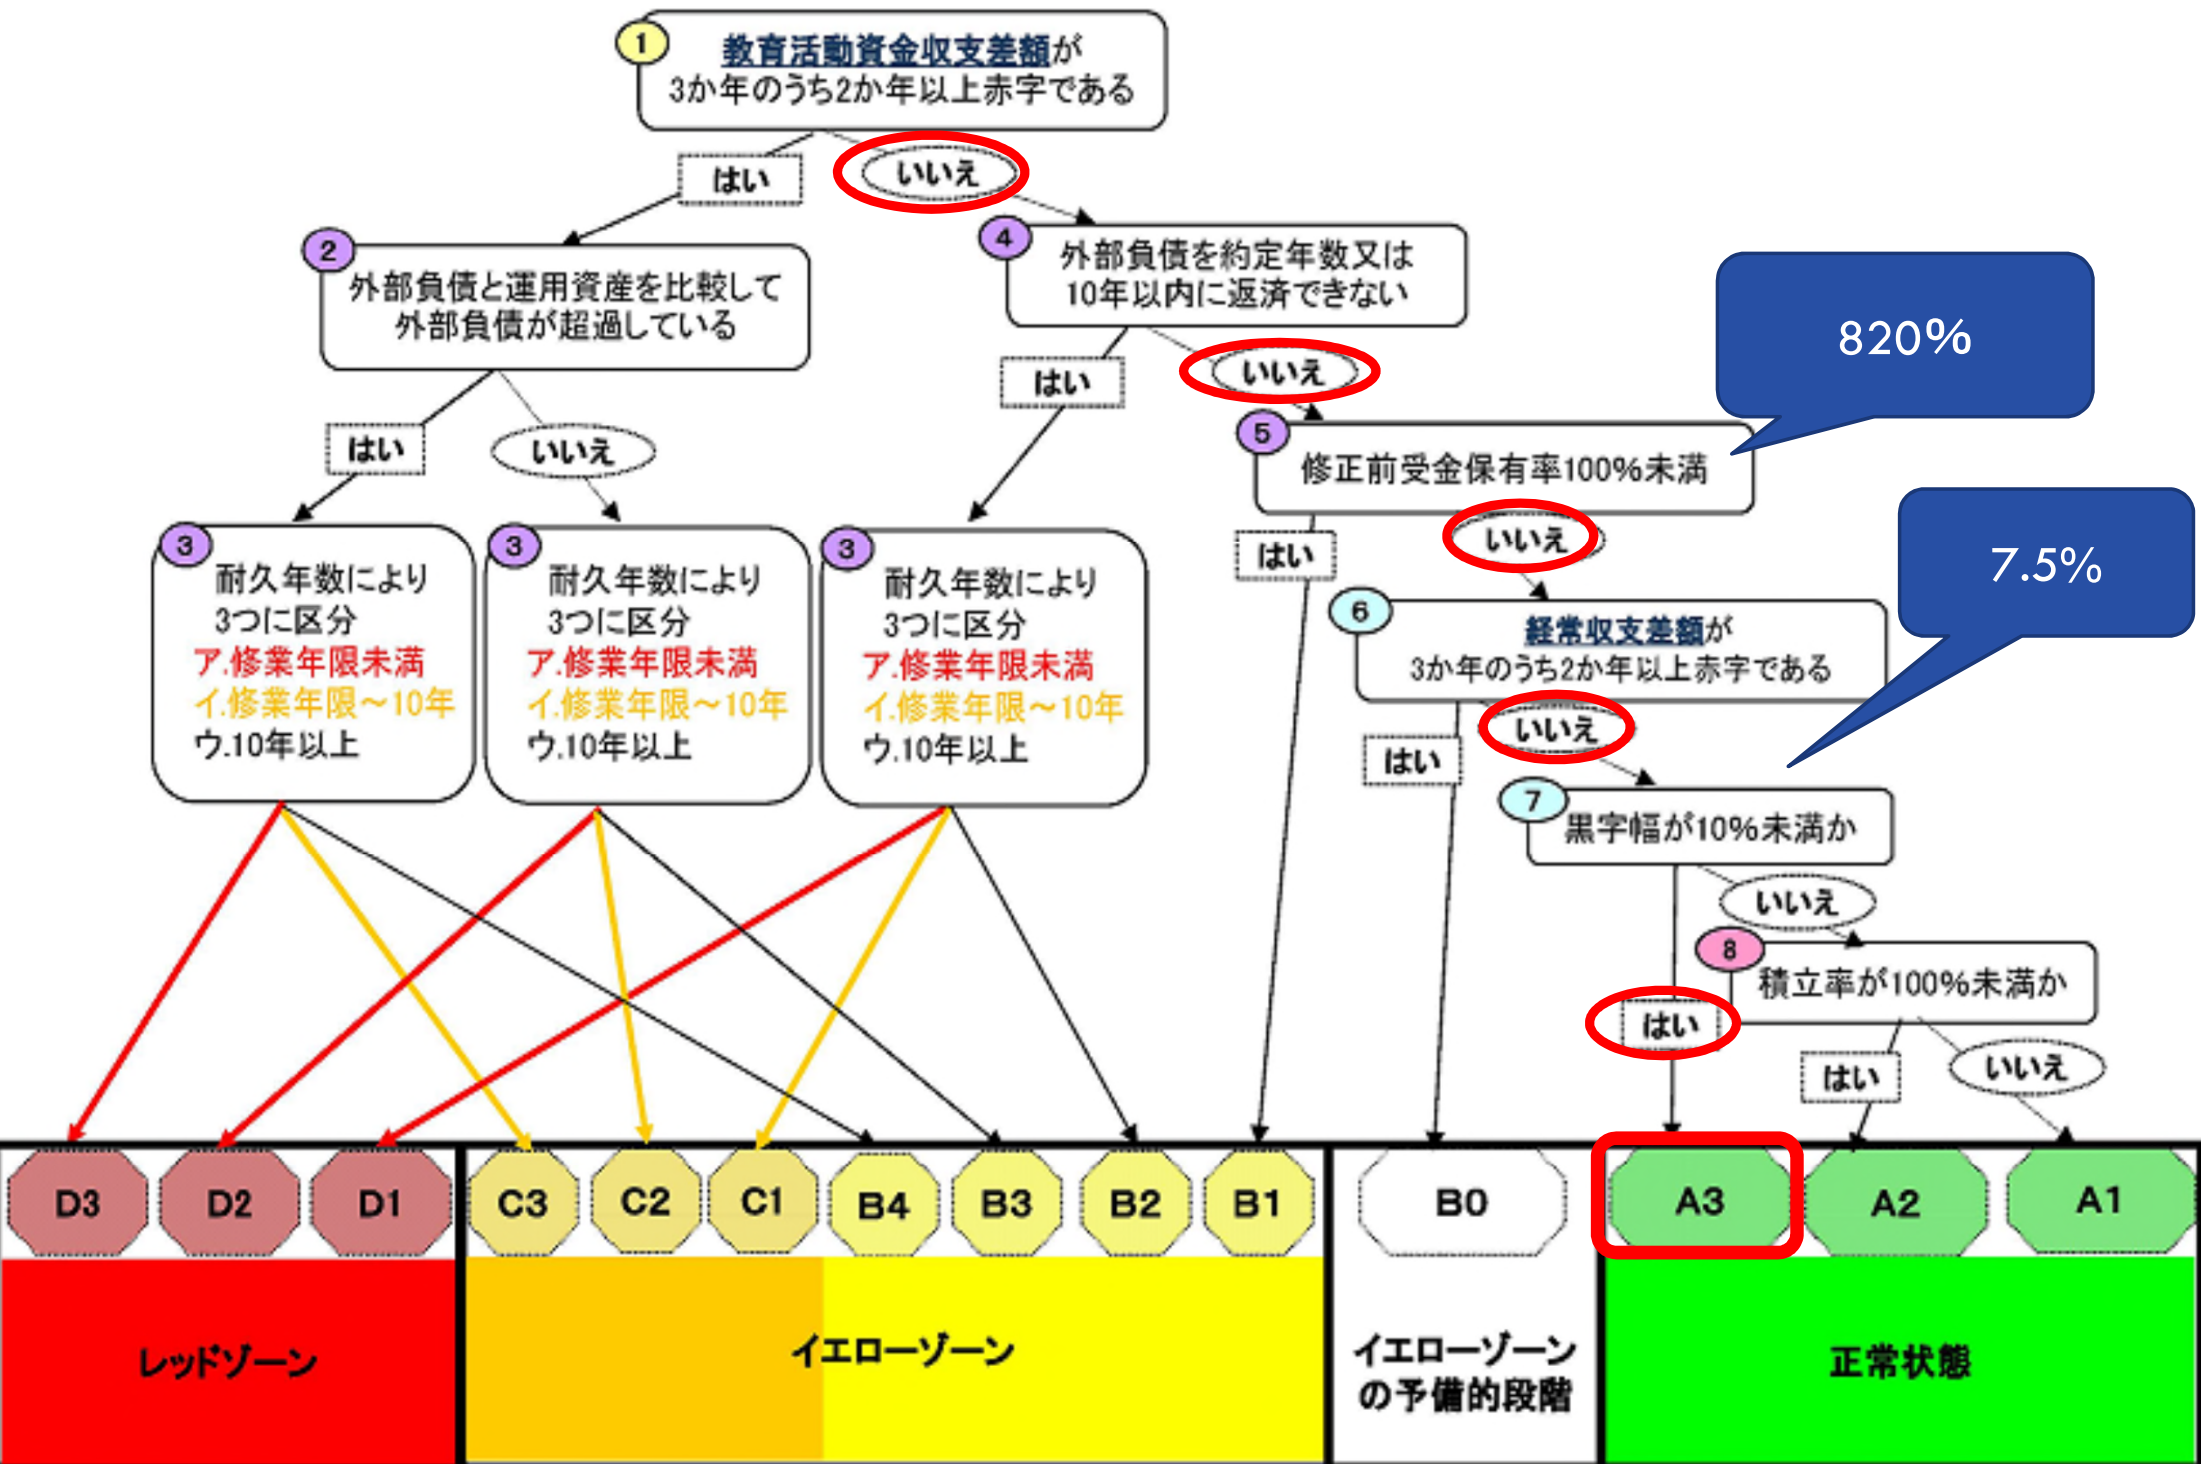 1
教育活動資金収支差額が
3か年のうち2か年以上赤字である
はい
いいえ
2
外部負債と運用資産を比較して
外部負債が超過している
4
外部負債を約定年数又は
10年以内に返済できない
820%
はい
いいえ
はい
いいえ
5
修正前受金保有率100%未満
7.5%
3
耐久年数により
3つに区分
ア.修業年限未満
イ.修業年限～10年
ウ.10年以上
3
耐久年数により
3つに区分
ア.修業年限未満
イ.修業年限～10年
ウ.10年以上
3
耐久年数により
3つに区分
ア.修業年限未満
イ.修業年限～10年
ウ.10年以上
はい
いいえ
6
経常収支差額が
3か年のうち2か年以上赤字である
はい
いいえ
7
黒字幅が10%未満か
はい
いいえ
8
積立率が100%未満か
はい
いいえ
D3
D2
D1
C3
C2
C1
B4
B3
B2
B1
B0
A3
A2
A1
レッドゾーン
イエローゾーン
イエローゾーン
の予備的段階
正常状態